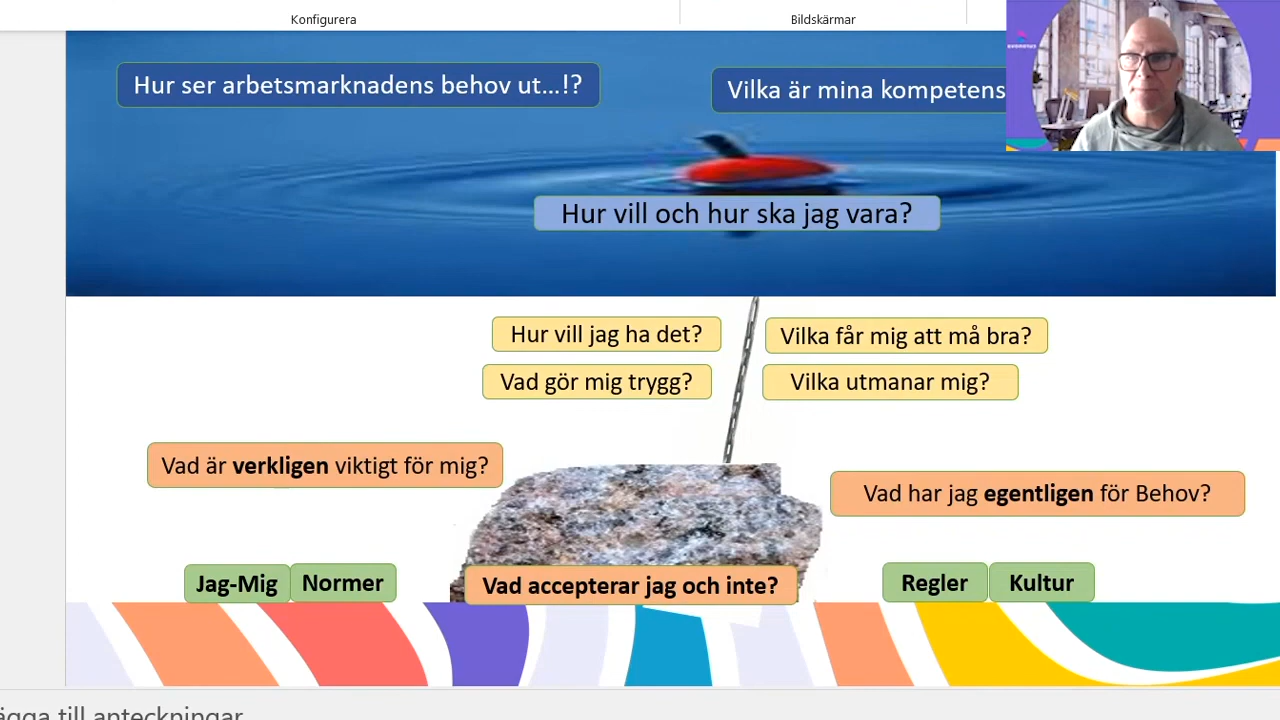 Konfigurera
Bildskärmar
Hur ser arbetsmarknadens behov ut...!?
Vilka är mina kompetens
Hur vill och hur ska jag vara?
Hur vill jag ha det?
Vilka får mig att må bra?
Vad gör mig trygg?
Vilka utmanar mig?
Vad är verkligen viktigt för mig?
Vad har jag egentligen för Behov?
Jag-Mig
Normer
Vad accepterar jag och inte?
Regler
Kultur
ägga till anteckningar